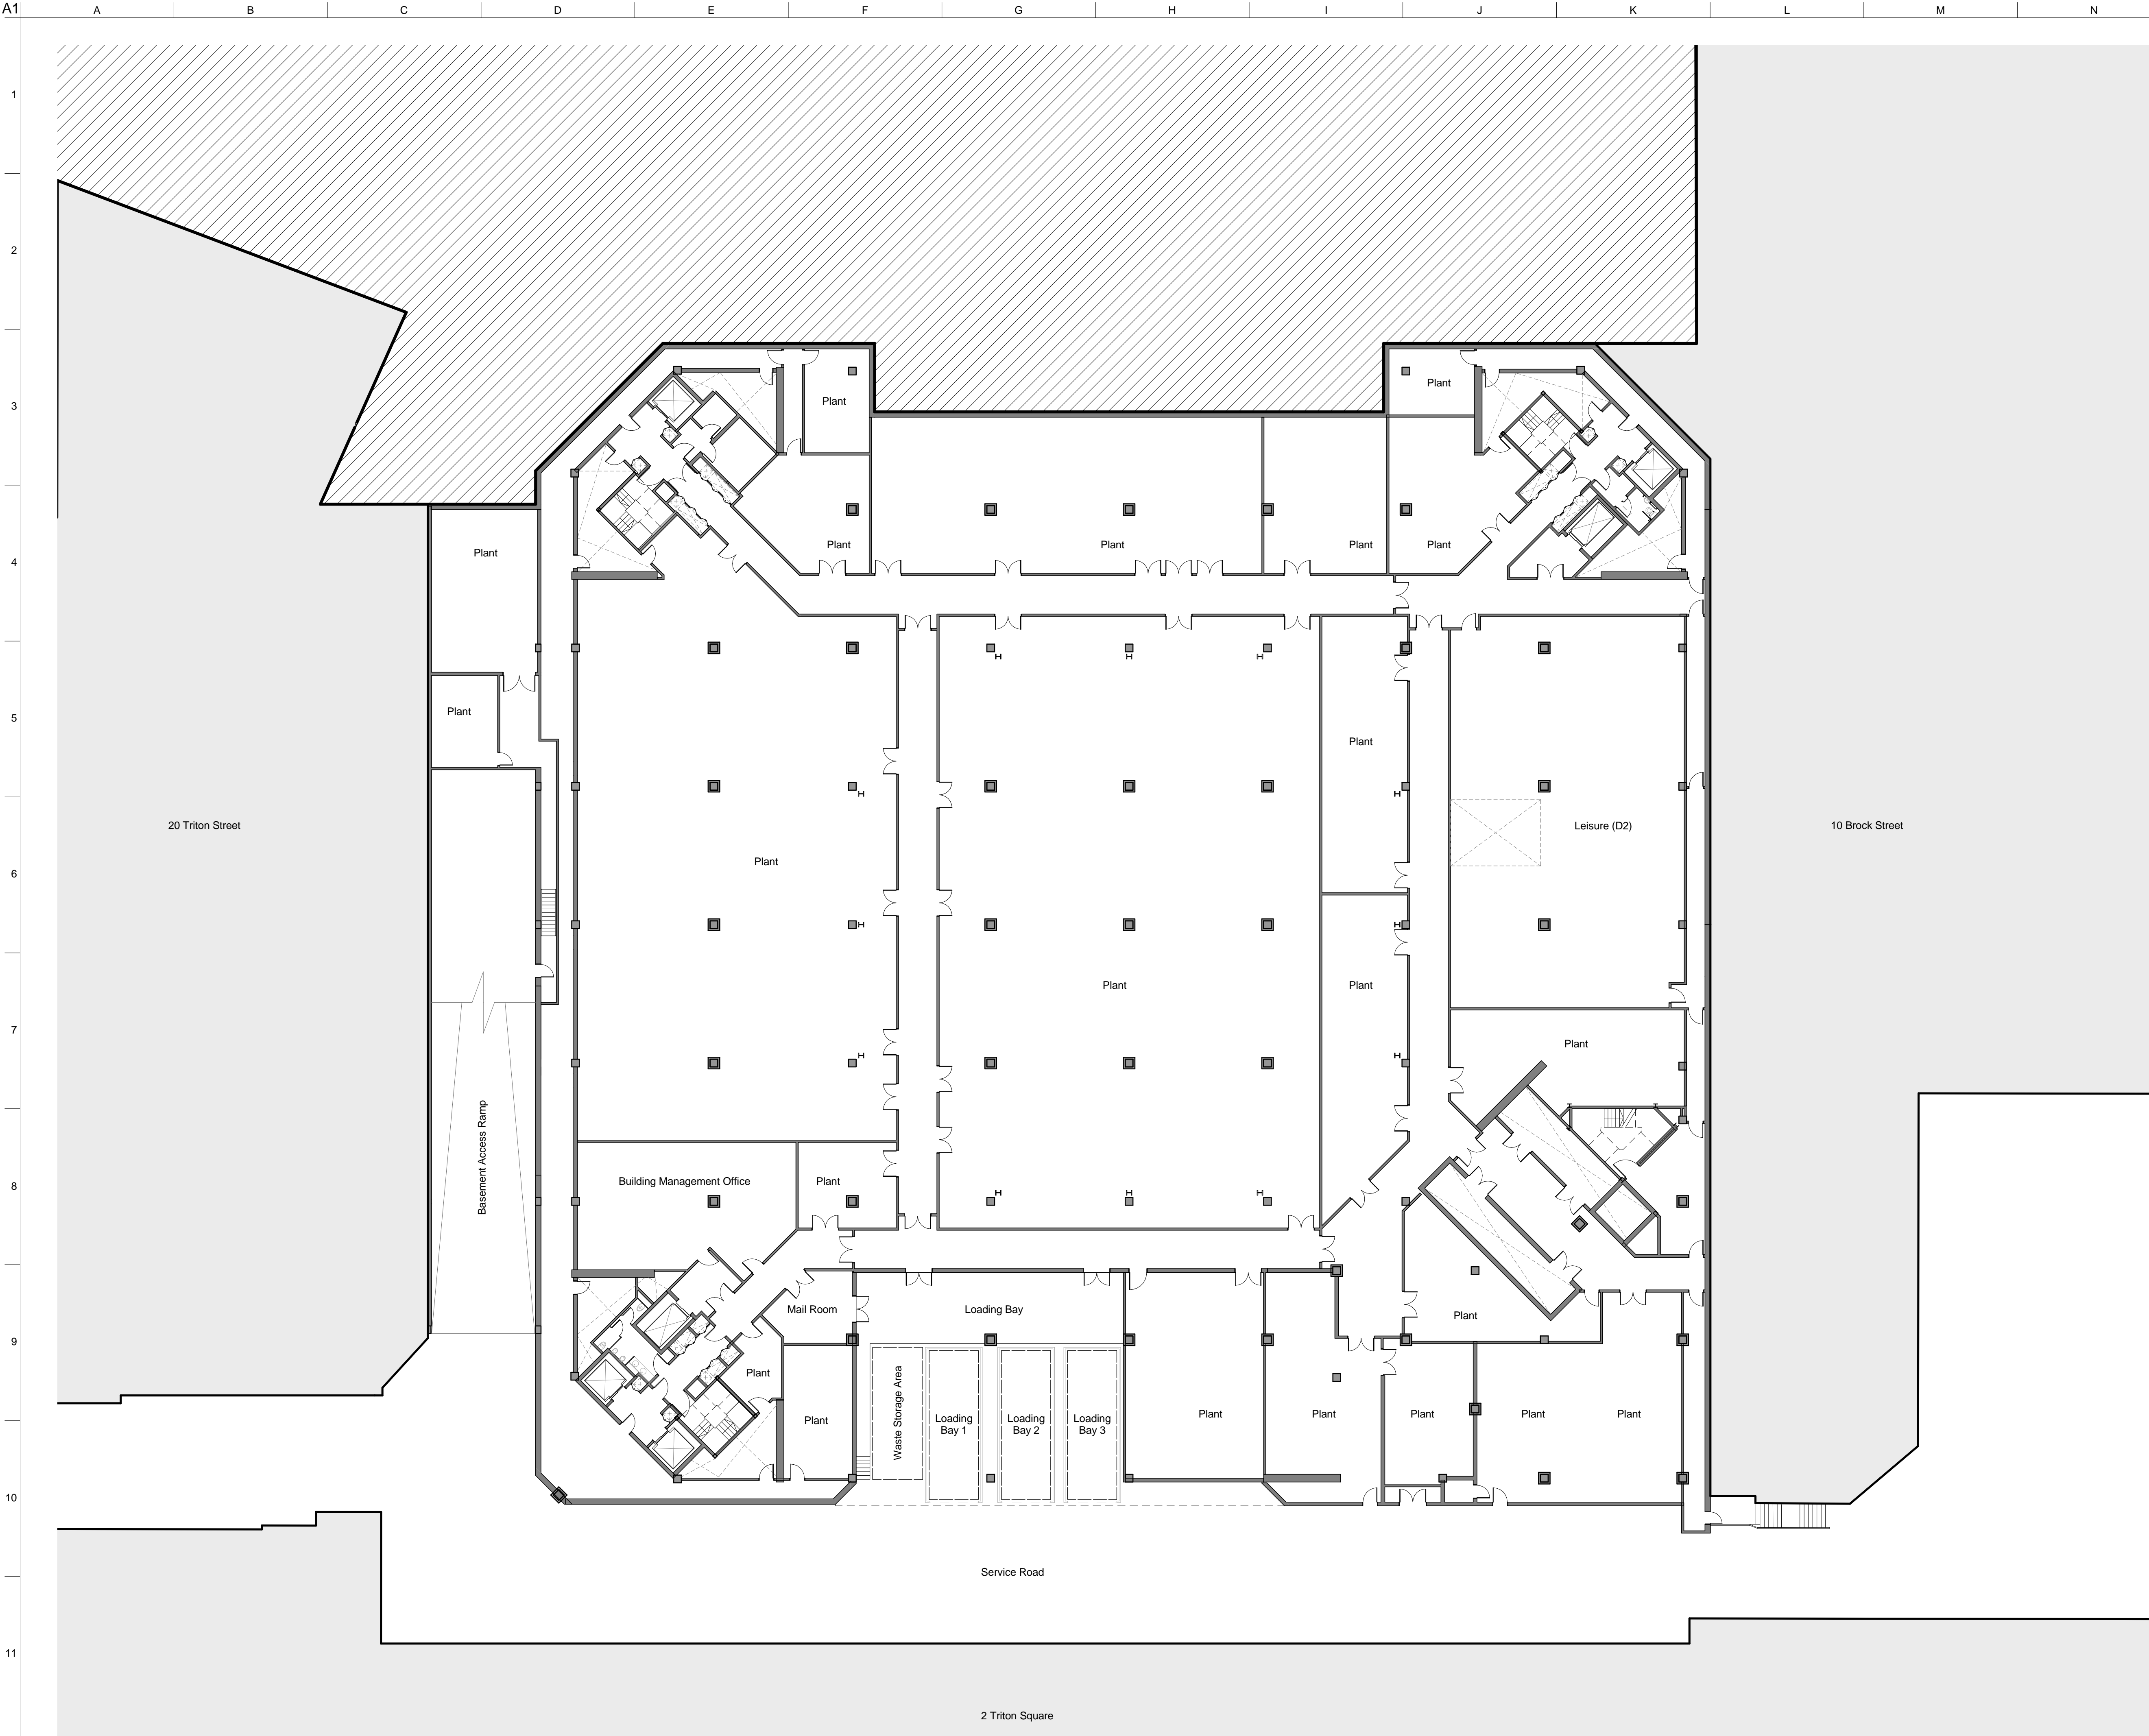 A1
A
B
C
D
E
F
G
H
I
J
K
L
M
N
1
2
3
4
5
6
7
8
9
10
11
Plant
Plant
Plant
Plant
Plant
Plant
Plant
Plant
Plant
Plant
20 Triton Street
Leisure (D2)
10 Brock Street
Plant
Plant
Plant
Plant
Plant
Basement Access Ramp
Building Management Office
Plant
Mail Room
Loading Bay
Plant
Plant
Waste Storage Area
Plant
Loading
Bay 1
Loading
Bay 2
Loading
Bay 3
Plant
Plant
Plant
Plant
Plant
Service Road
2 Triton Square